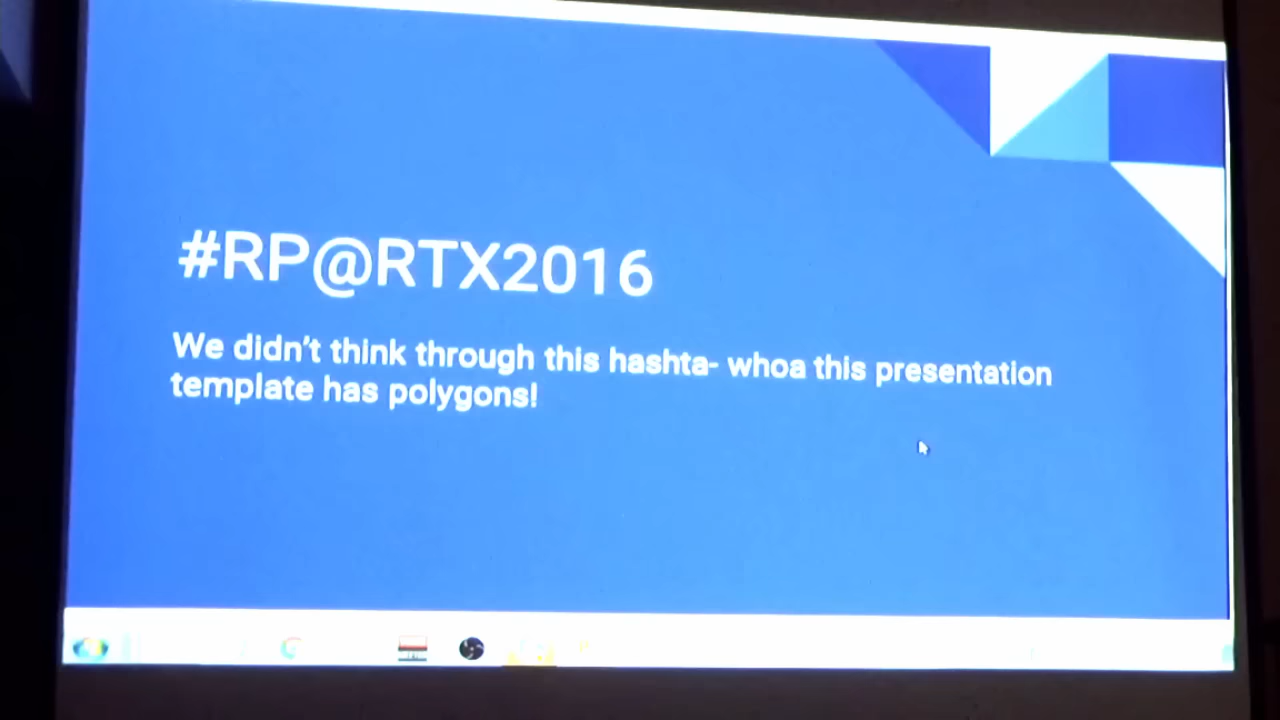 #RP@RTX2016
We didn't think through this hashta- whoa this presentation
template has polygons!